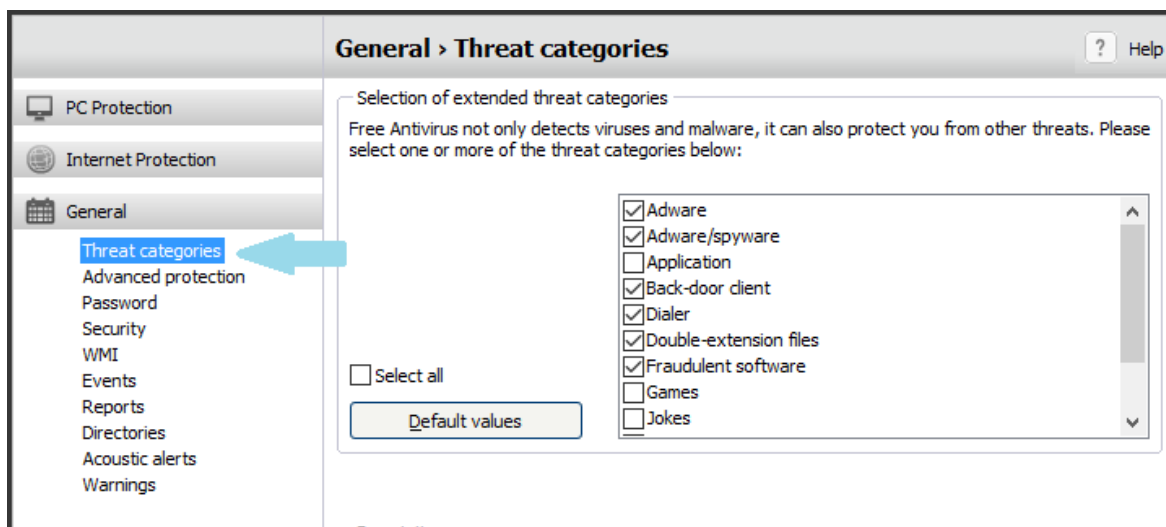 General › Threat categories
? Help
PC Protection
Internet Protection
General
Threat categories
Advanced protection
Password
Security
WMI
Events
Reports
Directories
Acoustic alerts
Warnings
Selection of extended threat categories
Free Antivirus not only detects viruses and malware, it can also protect you from other threats. Please
select one or more of the threat categories below:
Select all
Default values
Adware
Adware/spyware
Application
Back-door client
Dialer
Double-extension files
Fraudulent software
Games
Jokes